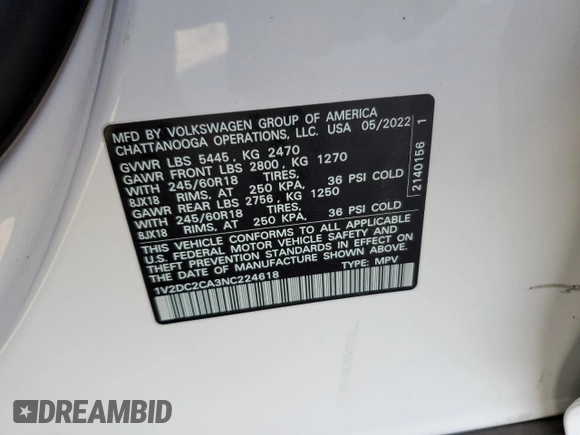 MFD BY VOLKSWAGEN GROUP OF AMERICA
CHATTANOOGA OPERATIONS, LLC. USA 05/2022
GVWR LBS 5445, KG 2470
GAWR FRONT LBS 2800, KG 1270
WITH 245/60R18 TIRES,
8JX18 RIMS, AT 250 KPA, 36 PSI COLD
GAWR REAR LBS 2756, KG 1250
WITH 245/60R18 TIRES,
8JX18 RIMS, AT 250 KPA, 36 PSI COLD
THIS VEHICLE CONFORMS TO ALL APPLICABLE
U.S. FEDERAL MOTOR VEHICLE SAFETY AND
THEFT PREVENTION STANDARDS IN EFFECT ON
THE DATE OF MANUFACTURE SHOWN ABOVE.
1V2DC2CA3NC224618 TYPE: MPV
2140156 1
DREAMBID